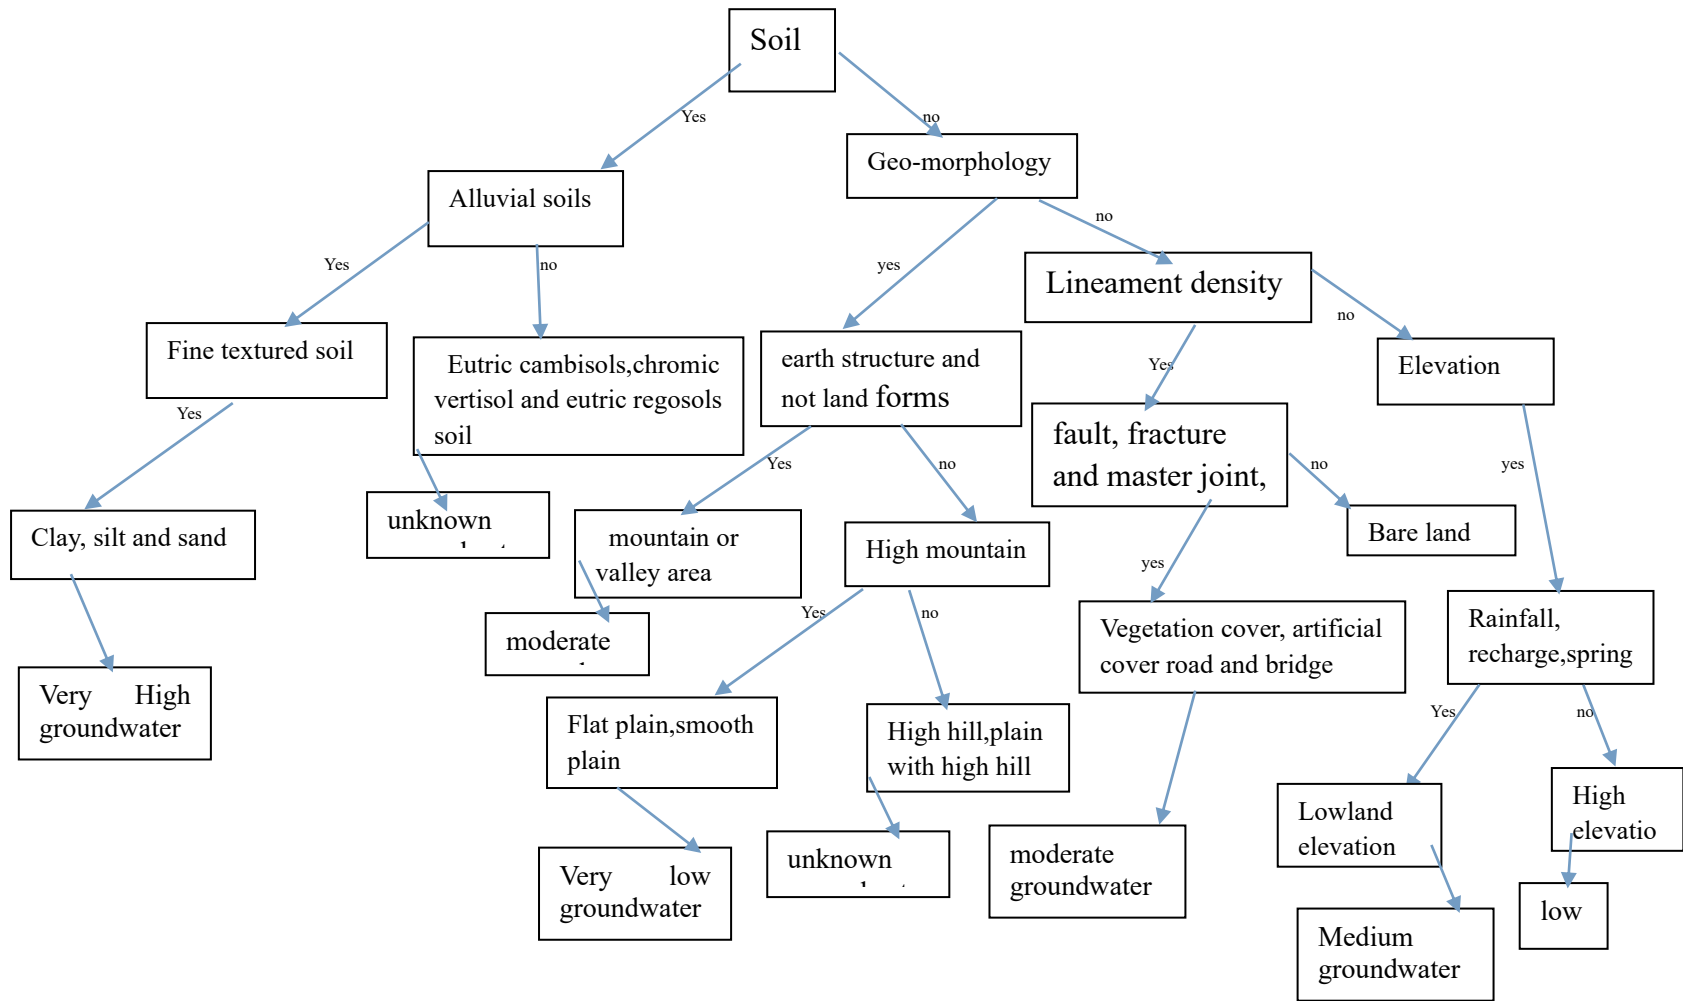 Soil
Yes
no
Geo-morphology
Alluvial soils
no
Yes
no
yes
Lineament density
no
Fine textured soil
Eutric cambisols,chromic
vertisol and eutric regosols
soil
earth structure and
not land forms
Yes
Elevation
Yes
fault, fracture
and master joint,
Yes
no
no
yes
Clay, silt and sand
unknown
mountain or
valley area
High mountain
Bare land
yes
moderate
Yes
no
Vegetation cover, artificial
cover road and bridge
Rainfall,
recharge,spring
Very High
groundwater
Flat plain,smooth
plain
High hill,plain
with high hill
Yes
no
Lowland
elevation
High
elevatio
Very low
groundwater
unknown
moderate
groundwater
low
Medium
groundwater